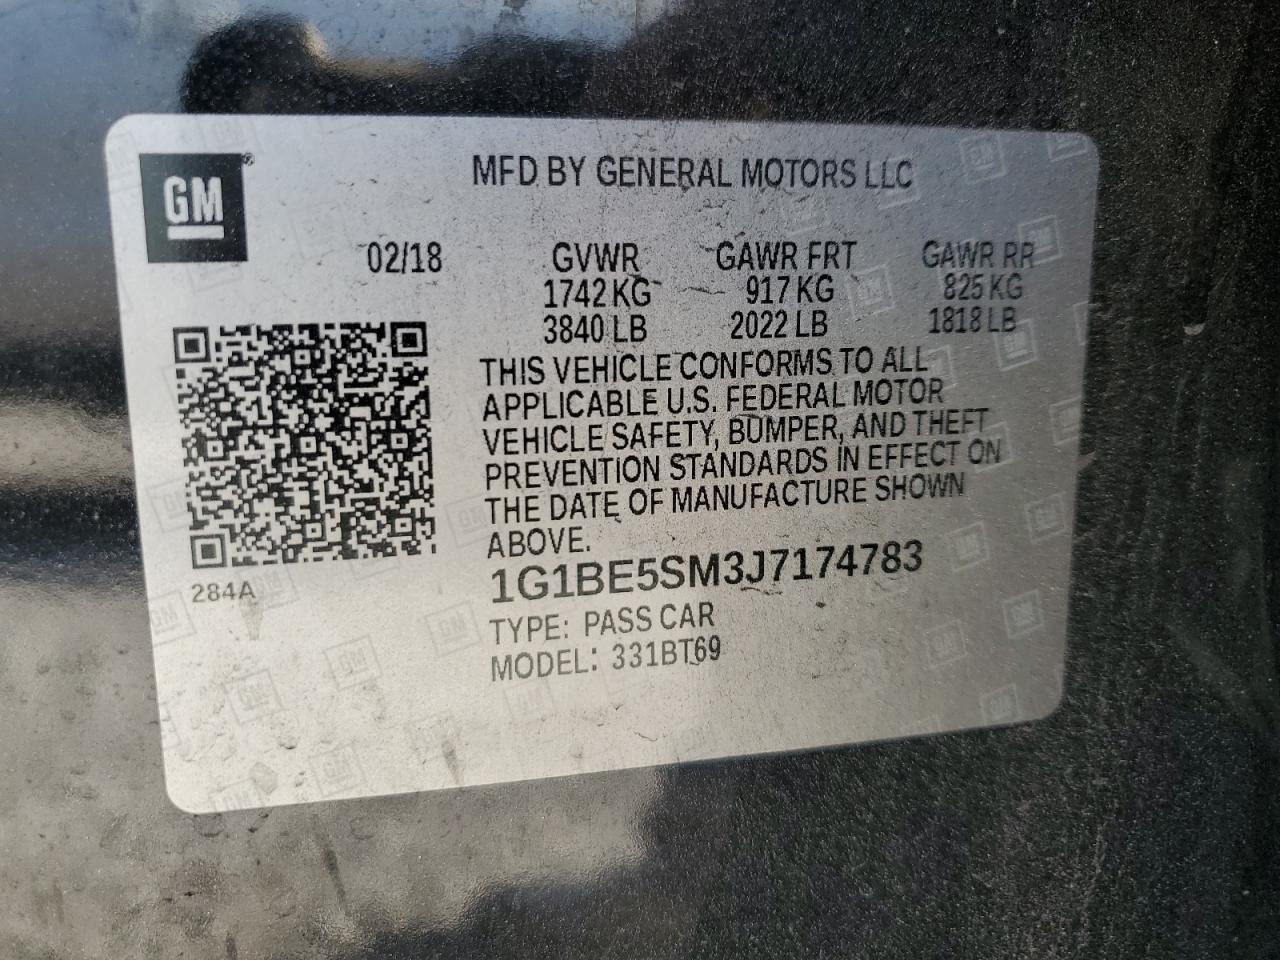 GM®
MFD BY GENERAL MOTORS LLC
02/18 GVWR GAWR FRT GAWR RR
1742 KG 917 KG 825 KG
3840 LB 2022 LB 1818 LB
THIS VEHICLE CONFORMS TO ALL
APPLICABLE U.S. FEDERAL MOTOR
VEHICLE SAFETY, BUMPER, AND THEFT
PREVENTION STANDARDS IN EFFECT ON
THE DATE OF MANUFACTURE SHOWN
ABOVE.
284A
1G1BE5SM3J7174783
TYPE: PASS CAR
MODEL: 331BT69